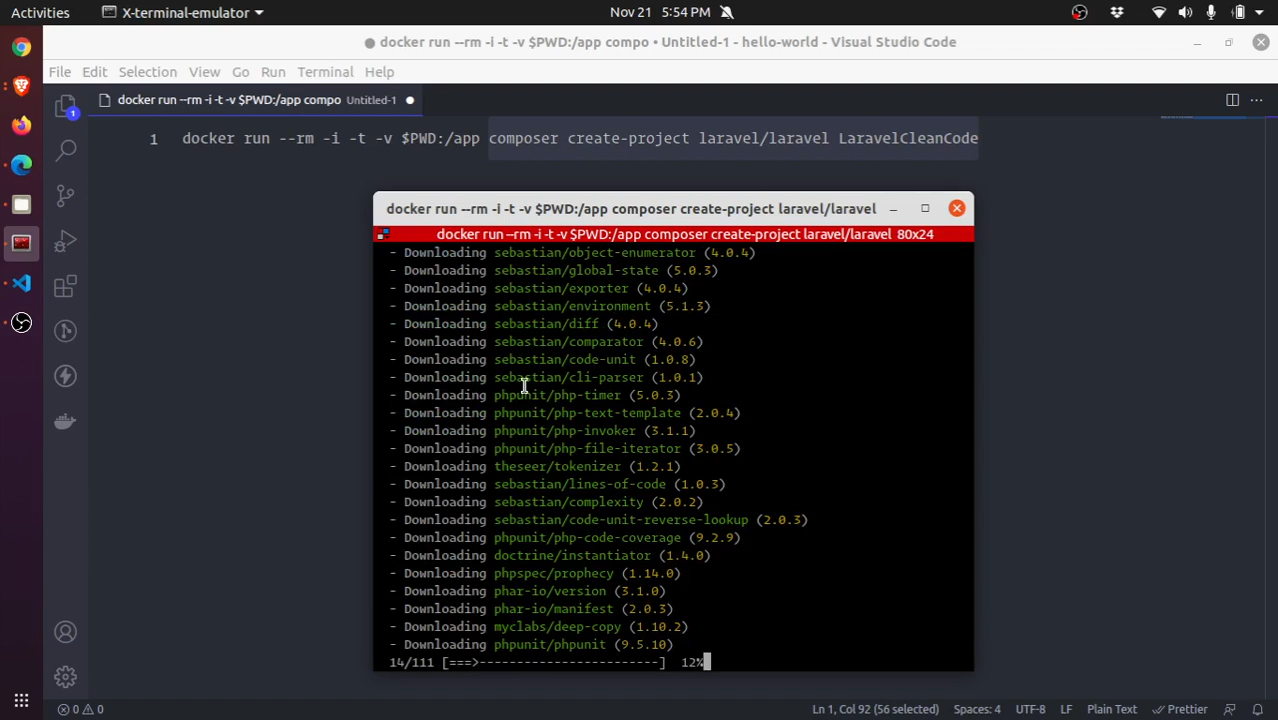 Activities
X-terminal-emulator
Nov 21 5:54 PM
● docker run --rm -i -t -v $PWD:/app compo • Untitled-1 - hello-world - Visual Studio Code
File Edit Selection View Go Run Terminal Help
1
docker run --rm -i -t -v $PWD:/app compo Untitled-1 ●
1 docker run --rm -i -t -v $PWD:/app composer create-project laravel/laravel LaravelCleanCode
docker run --rm -i -t -v $PWD:/app composer create-project laravel/laravel
docker run --rm -i -t -v $PWD:/app composer create-project laravel/laravel 80x24
- Downloading sebastian/object-enumerator (4.0.4)
- Downloading sebastian/global-state (5.0.3)
- Downloading sebastian/exporter (4.0.4)
- Downloading sebastian/environment (5.1.3)
- Downloading sebastian/diff (4.0.4)
- Downloading sebastian/comparator (4.0.6)
- Downloading sebastian/code-unit (1.0.8)
- Downloading sebastian/cli-parser (1.0.1)
- Downloading phpunit/php-timer (5.0.3)
- Downloading phpunit/php-text-template (2.0.4)
- Downloading phpunit/php-invoker (3.1.1)
- Downloading phpunit/php-file-iterator (3.0.5)
- Downloading theseer/tokenizer (1.2.1)
- Downloading sebastian/lines-of-code (1.0.3)
- Downloading sebastian/complexity (2.0.2)
- Downloading sebastian/code-unit-reverse-lookup (2.0.3)
- Downloading phpunit/php-code-coverage (9.2.9)
- Downloading doctrine/instantiator (1.4.0)
- Downloading phpspec/prophecy (1.14.0)
- Downloading phar-io/version (3.1.0)
- Downloading phar-io/manifest (2.0.3)
- Downloading myclabs/deep-copy (1.10.2)
- Downloading phpunit/phpunit (9.5.10)
14/111 [===>------------------------] 12%
0 0
Ln 1, Col 92 (56 selected) Spaces: 4 UTF-8 LF Plain Text Prettier